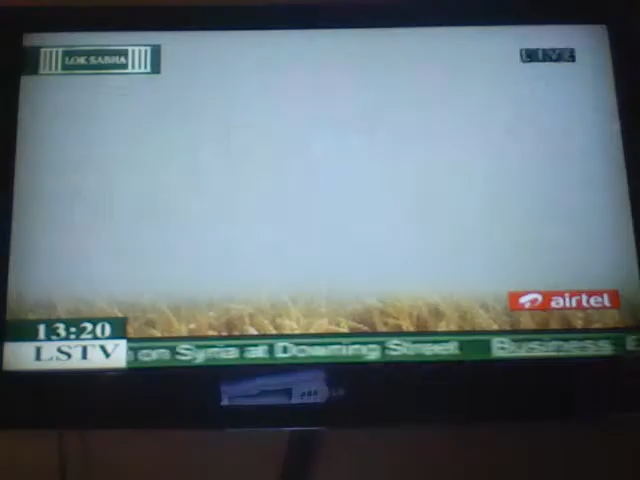 LOK SABHA
LIVE
airtel
13:20
LSTV
on Syria at Downing Street Business